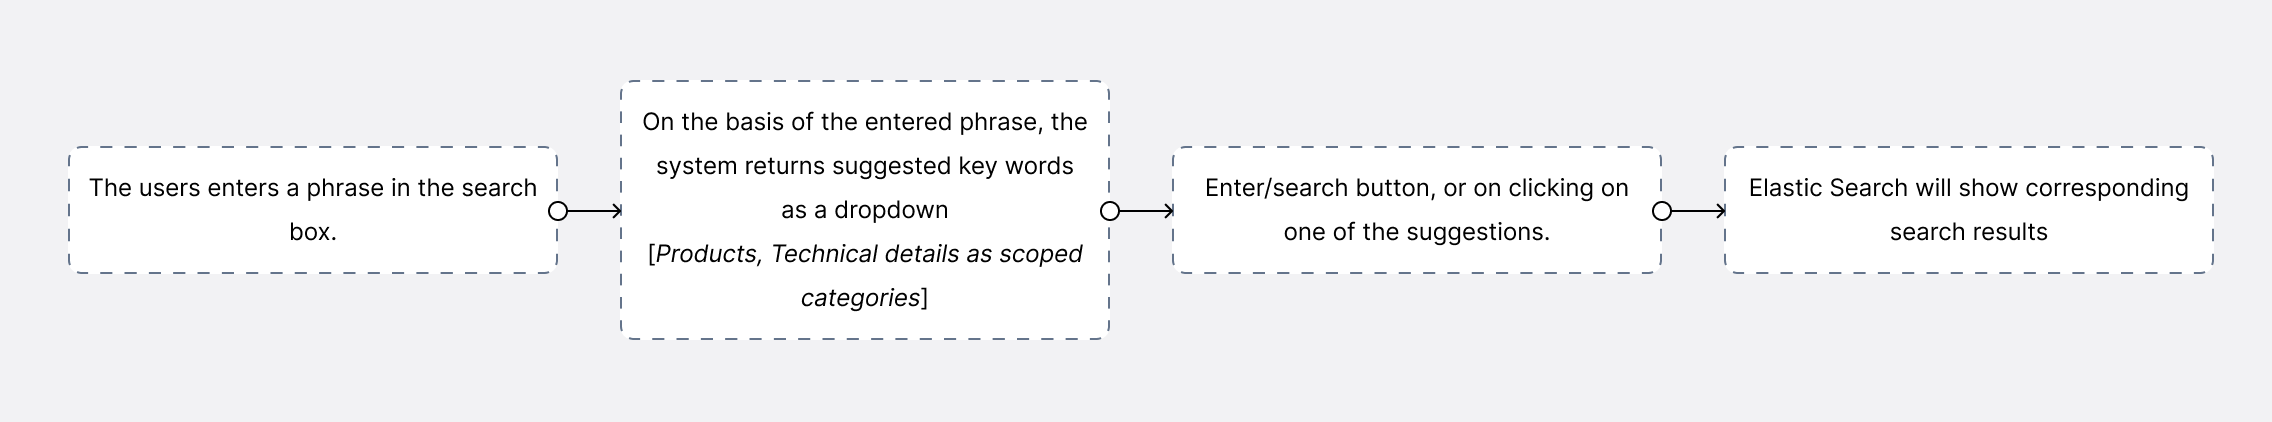 The users enters a phrase in the search
box.
On the basis of the entered phrase, the
system returns suggested key words
as a dropdown
[Products, Technical details as scoped
categories]
Enter/search button, or on clicking on
one of the suggestions.
Elastic Search will show corresponding
search results